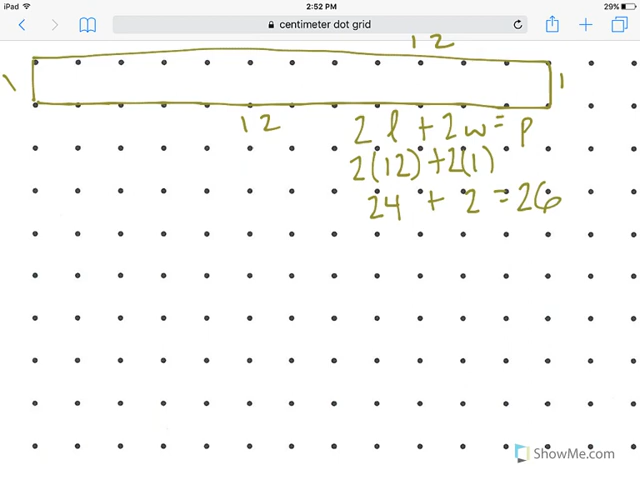 iPad 2:52 PM 29%
centimeter dot grid
12
1 1
12
2l + 2w = p
2(12) + 2(1)
24 + 2 = 26
ShowMe.com